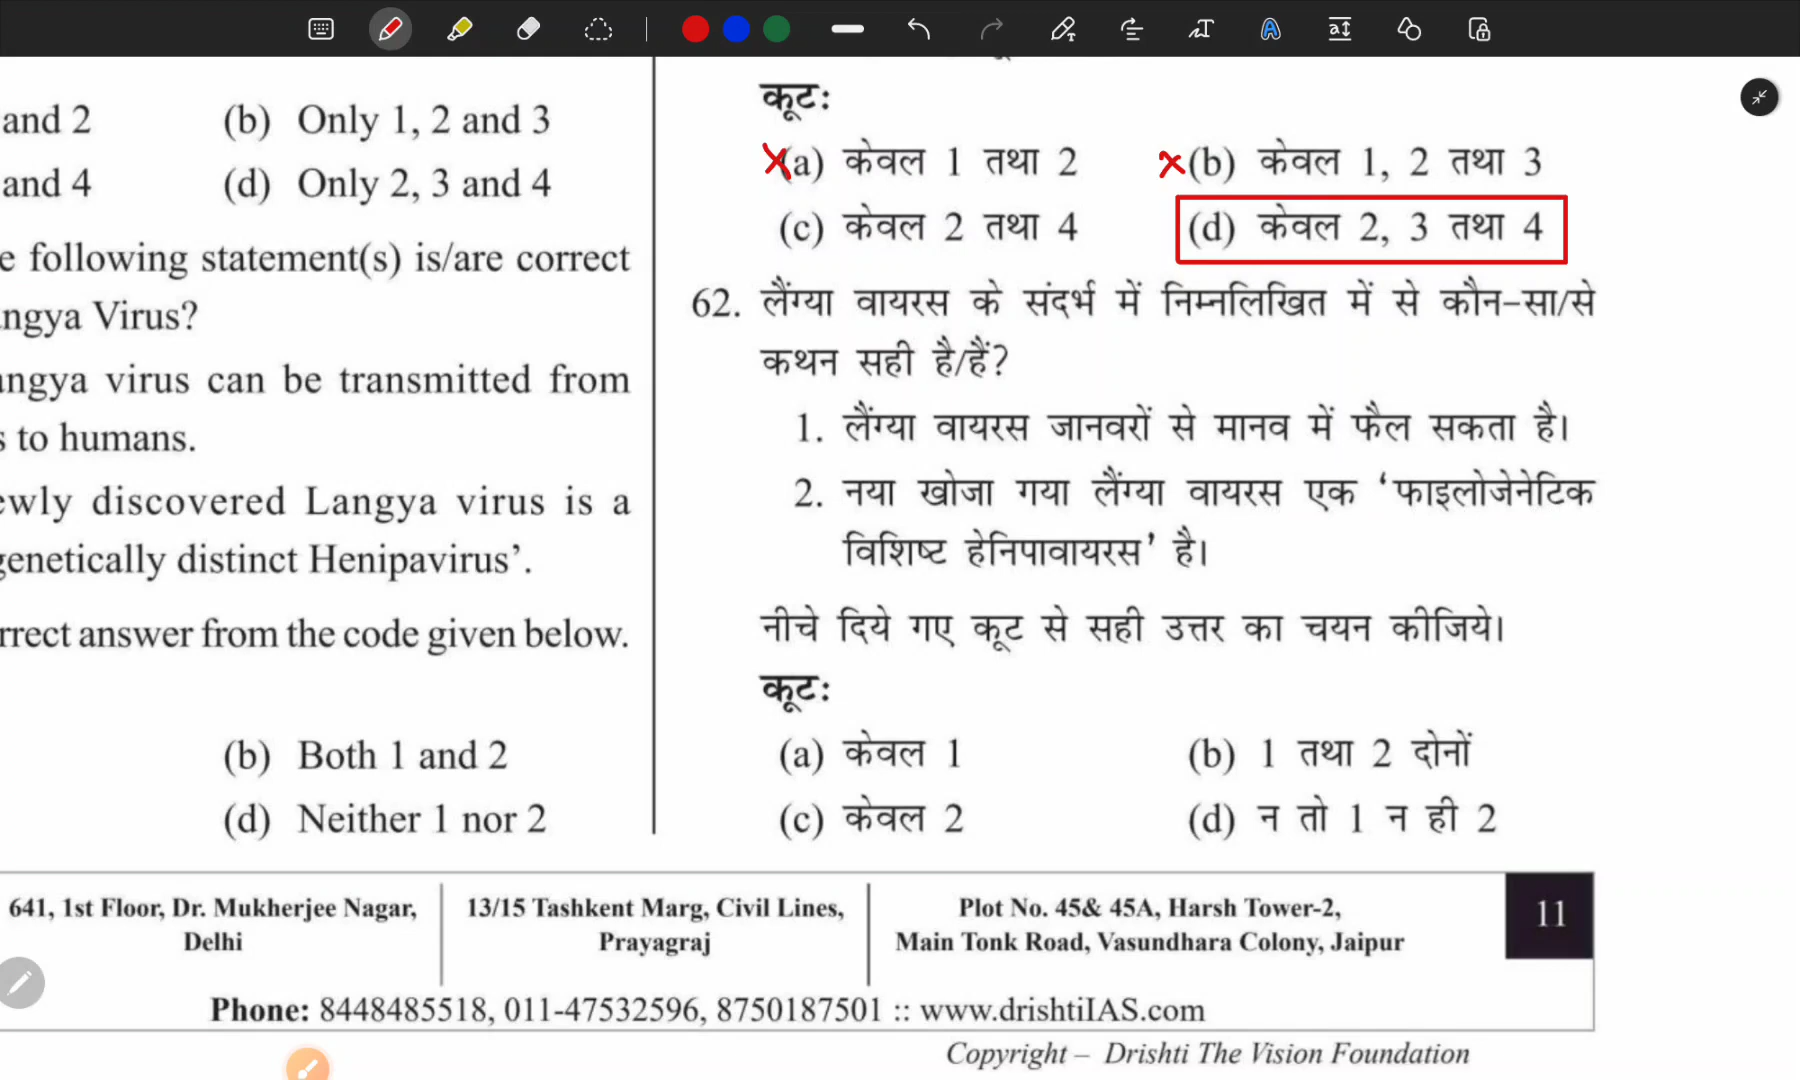 and 2 (b) Only 1, 2 and 3
and 4 (d) Only 2, 3 and 4
following statement(s) is/are correct
Virus?
virus can be transmitted from
to humans.
discovered Langya virus is a
distinct Henipavirus’.
answer from the code given below.
(b) Both 1 and 2
(d) Neither 1 nor 2
कूटः
(a) केवल 1 तथा 2 (b) केवल 1, 2 तथा 3
(c) केवल 2 तथा 4 (d) केवल 2, 3 तथा 4
62. लैंग्या वायरस के संदर्भ में निम्नलिखित में से कौन-सा/से
कथन सही है/हैं?
1. लैंग्या वायरस जानवरों से मानव में फैल सकता है।
2. नया खोजा गया लैंग्या वायरस एक ‘फाइलोजेनेटिक
विशिष्ट हेनिपावायरस’ है।
नीचे दिये गए कूट से सही उत्तर का चयन कीजिये।
कूटः
(a) केवल 1 (b) 1 तथा 2 दोनों
(c) केवल 2 (d) न तो 1 न ही 2
641, 1st Floor, Dr. Mukherjee Nagar,
Delhi
13/15 Tashkent Marg, Civil Lines,
Prayagraj
Plot No. 45& 45A, Harsh Tower-2,
Main Tonk Road, Vasundhara Colony, Jaipur
11
Phone: 8448485518, 011-47532596, 8750187501 :: www.drishtiIAS.com
Copyright – Drishti The Vision Foundation